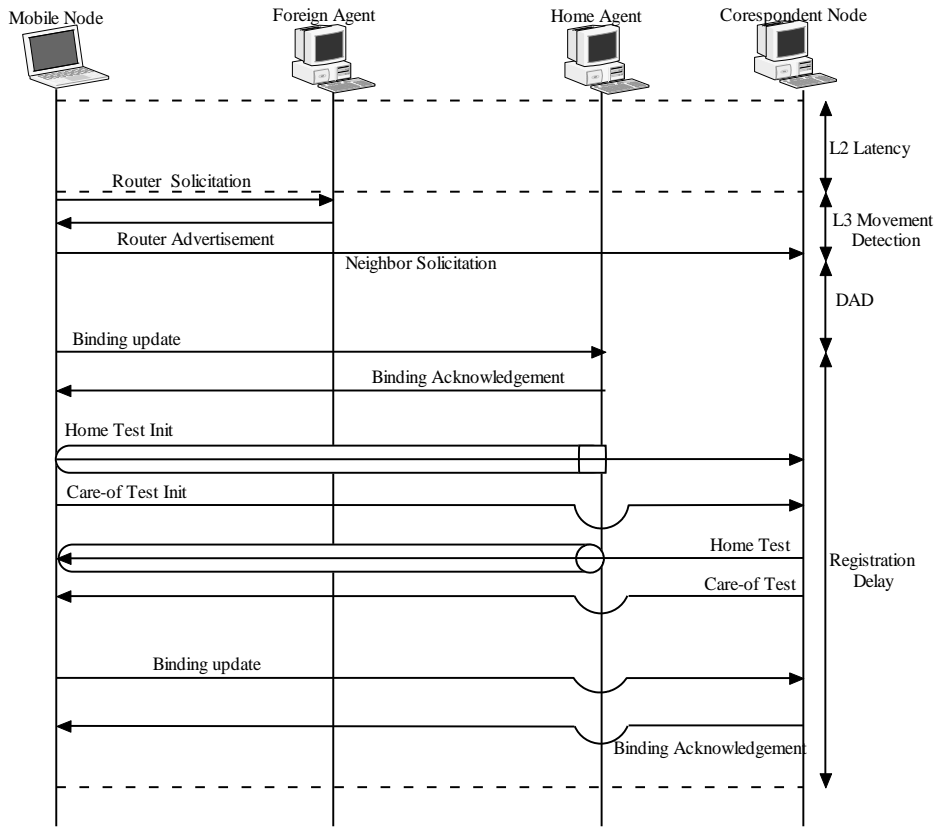 Mobile Node
Foreign Agent
Home Agent
Corespondent Node
L2 Latency
Router Solicitation
L3 Movement
Detection
Router Advertisement
Neighbor Solicitation
DAD
Binding update
Binding Acknowledgement
Home Test Init
Care-of Test Init
Home Test
Registration
Delay
Care-of Test
Binding update
Binding Acknowledgement